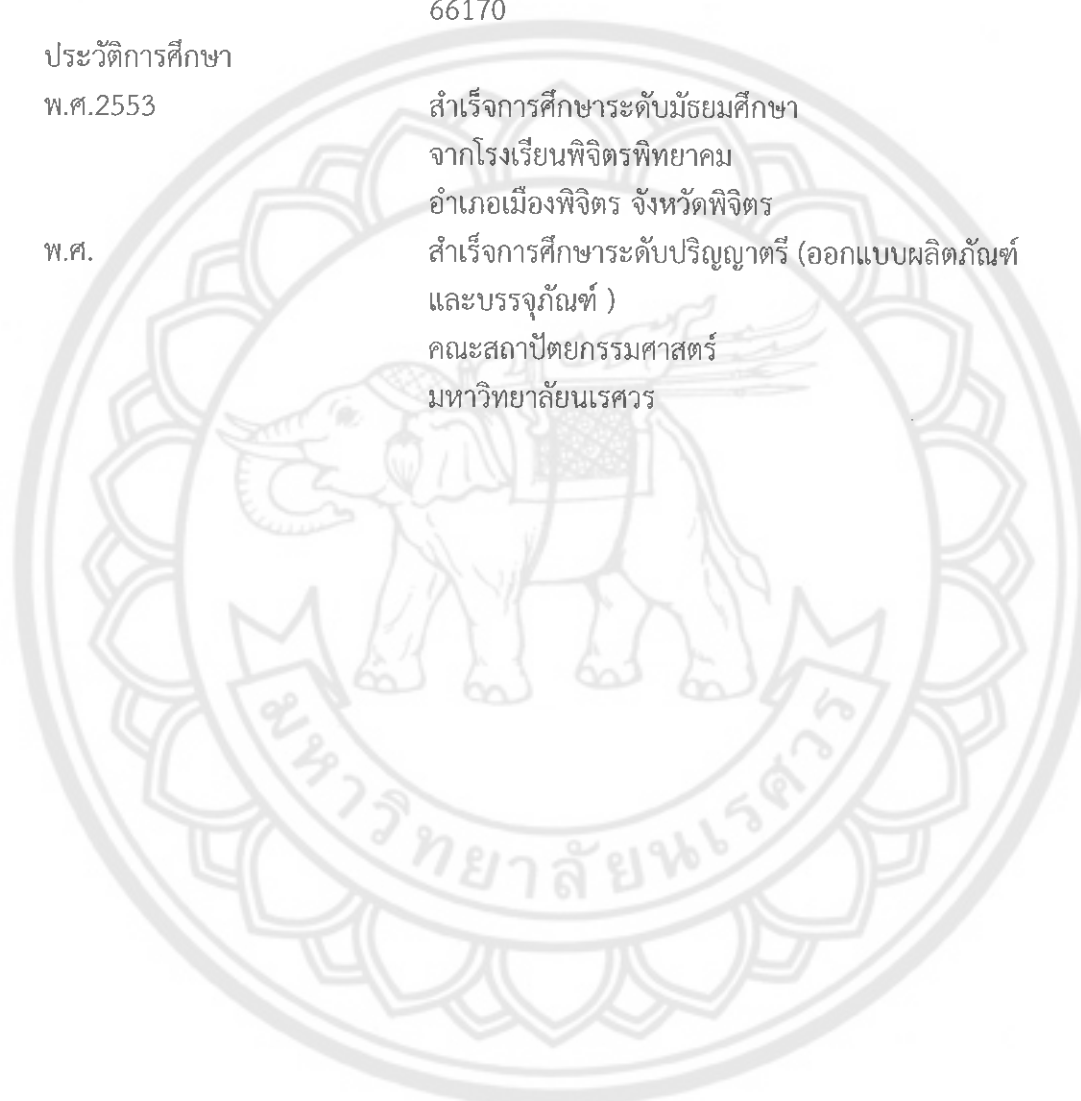 66170
ประวัติการศึกษา
พ.ศ.2553 สำเร็จการศึกษาระดับมัธยมศึกษา
จากโรงเรียนพิจิตรพิทยาคม
อำเภอเมืองพิจิตร จังหวัดพิจิตร
พ.ศ. สำเร็จการศึกษาระดับปริญญาตรี (ออกแบบผลิตภัณฑ์
และบรรจุภัณฑ์ )
คณะสถาปัตยกรรมศาสตร์
มหาวิทยาลัยนเรศวร
มหาวิทยาลัยนเรศวร